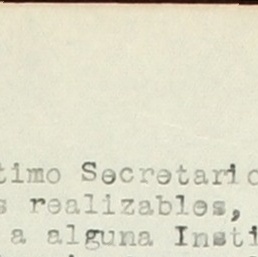 timo Secretario
s realizables,
a alguna Insti